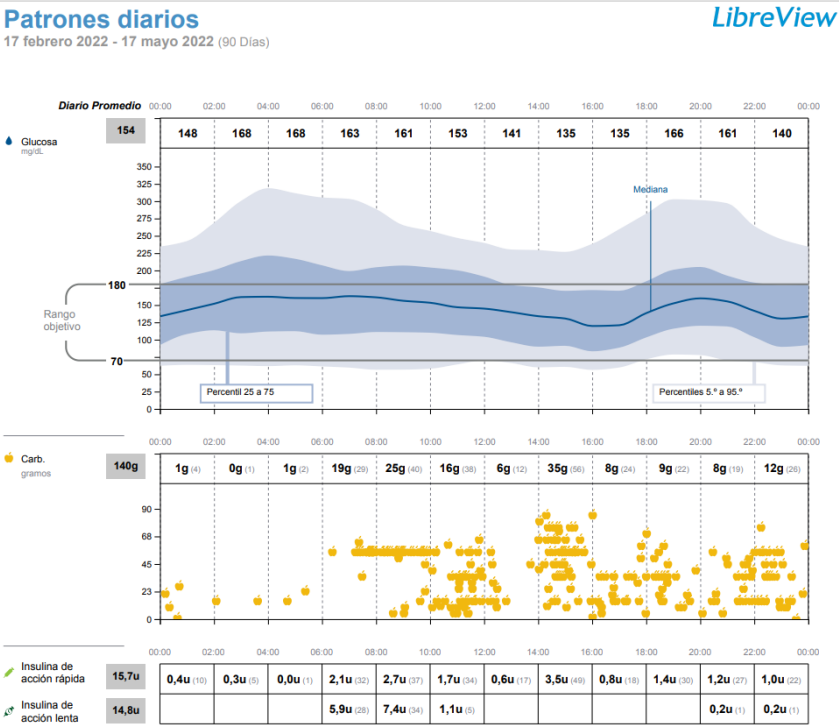 Patrones diarios
LibreView
17 febrero 2022 - 17 mayo 2022 (90 Días)
Diario Promedio 00:00 02:00 04:00 06:00 08:00 10:00 12:00 14:00 16:00 18:00 20:00 22:00 00:00
Glucosa 154 148 168 168 163 161 153 141 135 135 166 161 140
mg/dL
350
325
300
275
250
225
200
180
150
125
100
70
50
25
0
Mediana
Rango
objetivo
Percentil 25 a 75
Percentiles 5.º a 95.º
00:00 02:00 04:00 06:00 08:00 10:00 12:00 14:00 16:00 18:00 20:00 22:00 00:00
Carb. 140g 1g (4) 0g (1) 1g (2) 19g (29) 25g (40) 16g (38) 6g (12) 35g (56) 8g (24) 9g (22) 8g (19) 12g (26)
gramos
90
68
45
23
0
00:00 02:00 04:00 06:00 08:00 10:00 12:00 14:00 16:00 18:00 20:00 22:00 00:00
Insulina de
acción rápida 15,7u 0,4u (10) 0,3u (5) 0,0u (1) 2,1u (32) 2,7u (37) 1,7u (34) 0,6u (17) 3,5u (49) 0,8u (18) 1,4u (30) 1,2u (27) 1,0u (22)
Insulina de
acción lenta 14,8u 5,9u (28) 7,4u (34) 1,1u (5) 0,2u (1) 0,2u (1)